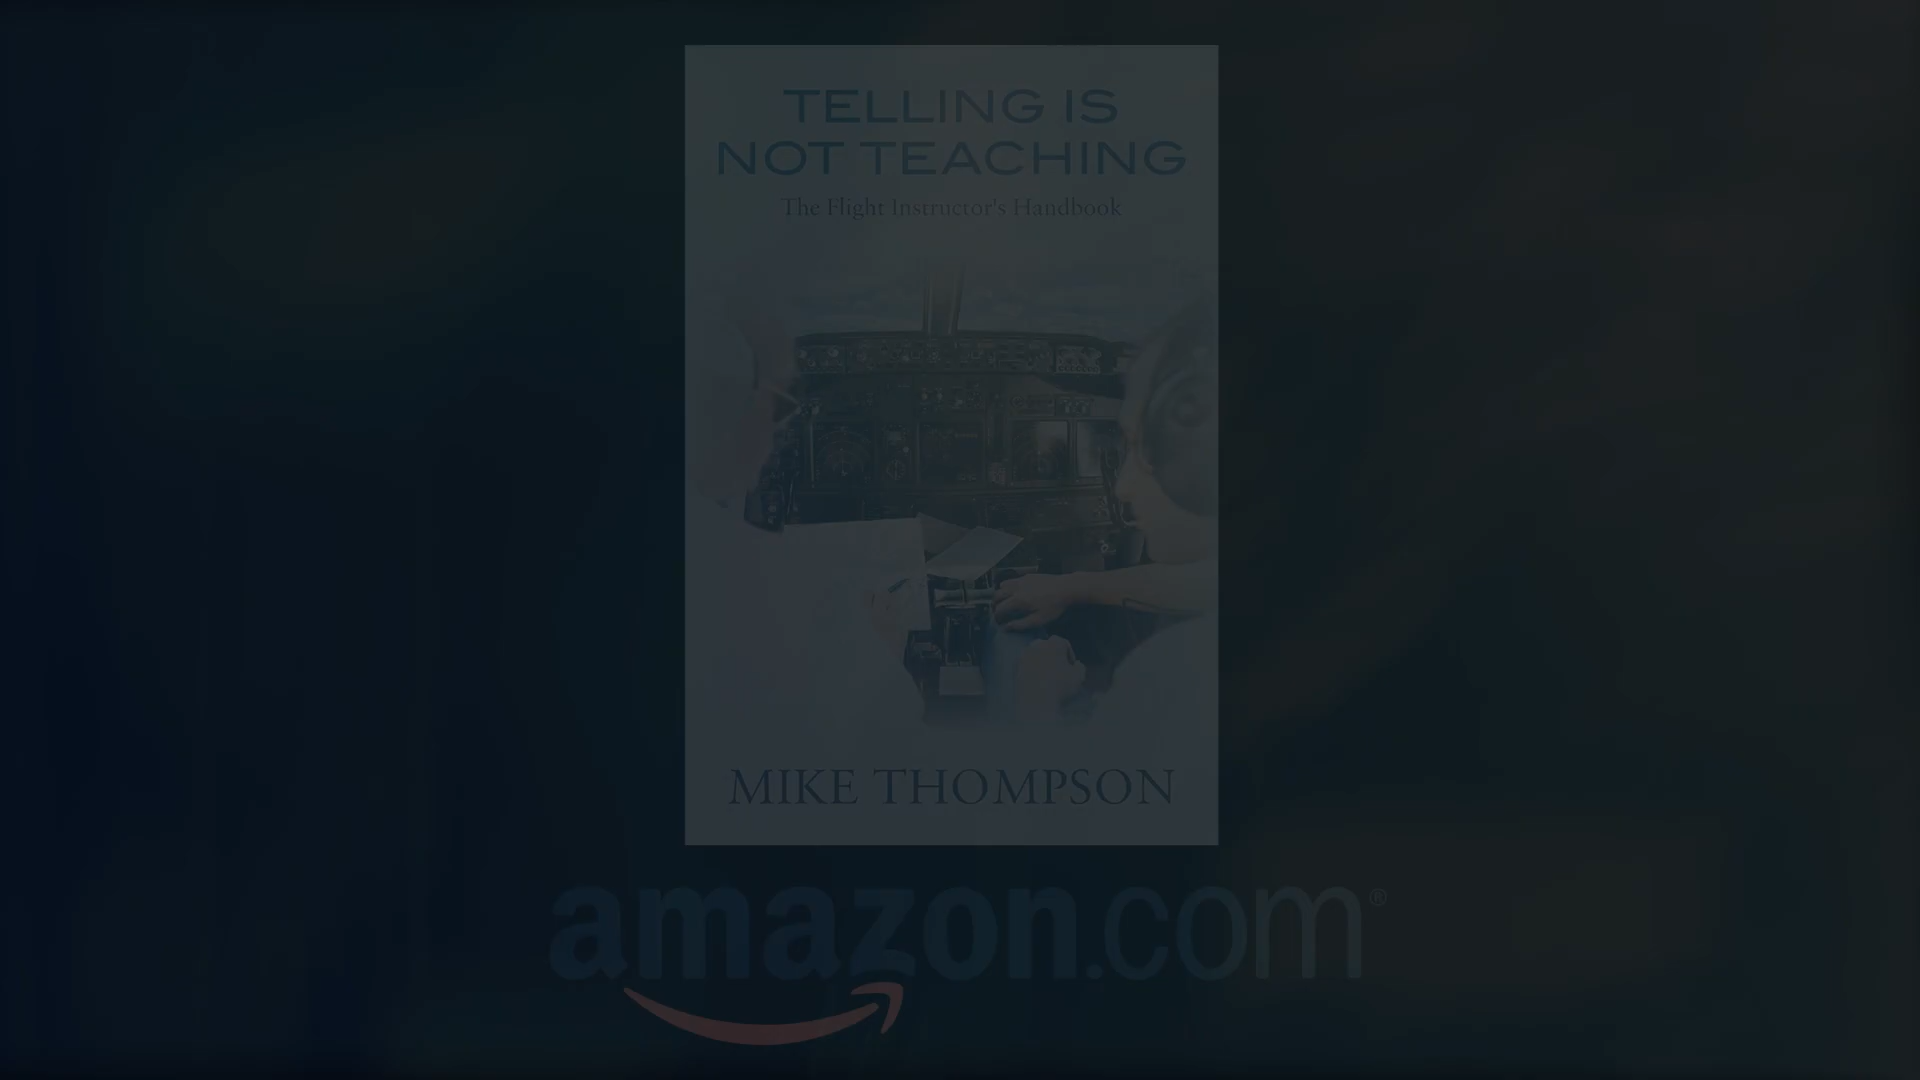 TELLING IS
NOT TEACHING
The Flight Instructor's Handbook
MIKE THOMPSON
amazon.com®